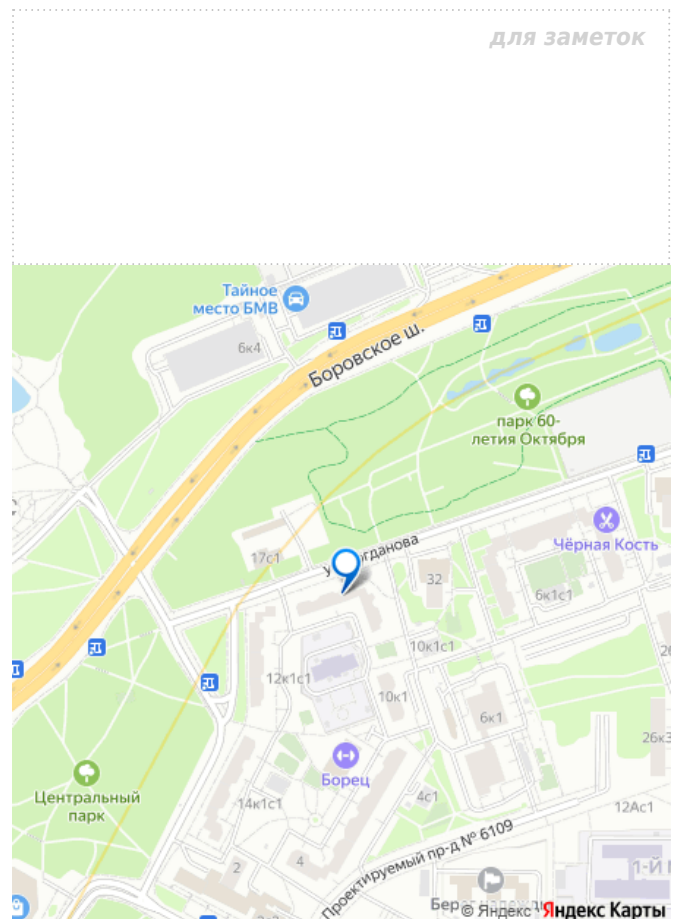 для заметок
Тайное
место БМВ
6к4
Боровское ш.
парк 60-
летия Октября
Чёрная Кость
17с1
32
6к1с1
10к1с1
12к1с1
10к1
6к1
26к3
Борец
Центральный
парк
14к1с1
4с1
12Ас1
Проектируемый пр-д № 6109
2
4
1-й
© Яндекс
Яндекс Карты